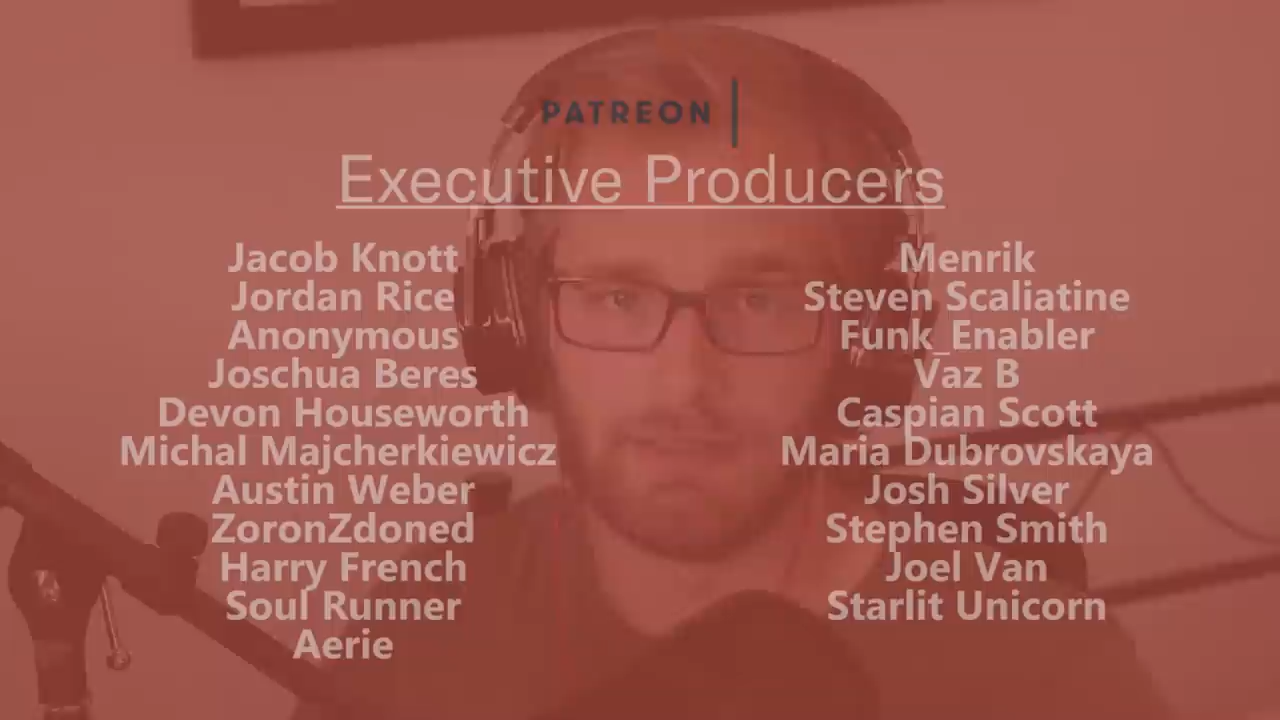 PATREON
Executive Producers
Jacob Knott
Jordan Rice
Anonymous
Joschua Beres
Devon Houseworth
Michal Majcherkiewicz
Austin Weber
ZoronZdoned
Harry French
Soul Runner
Aerie
Menrik
Steven Scaliatine
Funk_Enabler
Vaz B
Caspian Scott
Maria Dubrovskaya
Josh Silver
Stephen Smith
Joel Van
Starlit Unicorn